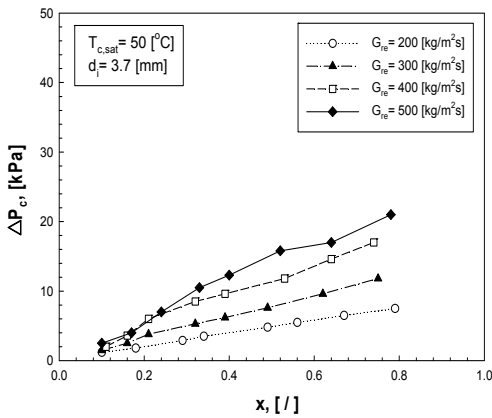 T_c,sat= 50 [°C]
d_i= 3.7 [mm]
G_re= 200 [kg/m²s]
G_re= 300 [kg/m²s]
G_re= 400 [kg/m²s]
G_re= 500 [kg/m²s]
ΔP_c, [kPa]
50
40
30
20
10
0
0.0 0.2 0.4 0.6 0.8 1.0
x, [ / ]